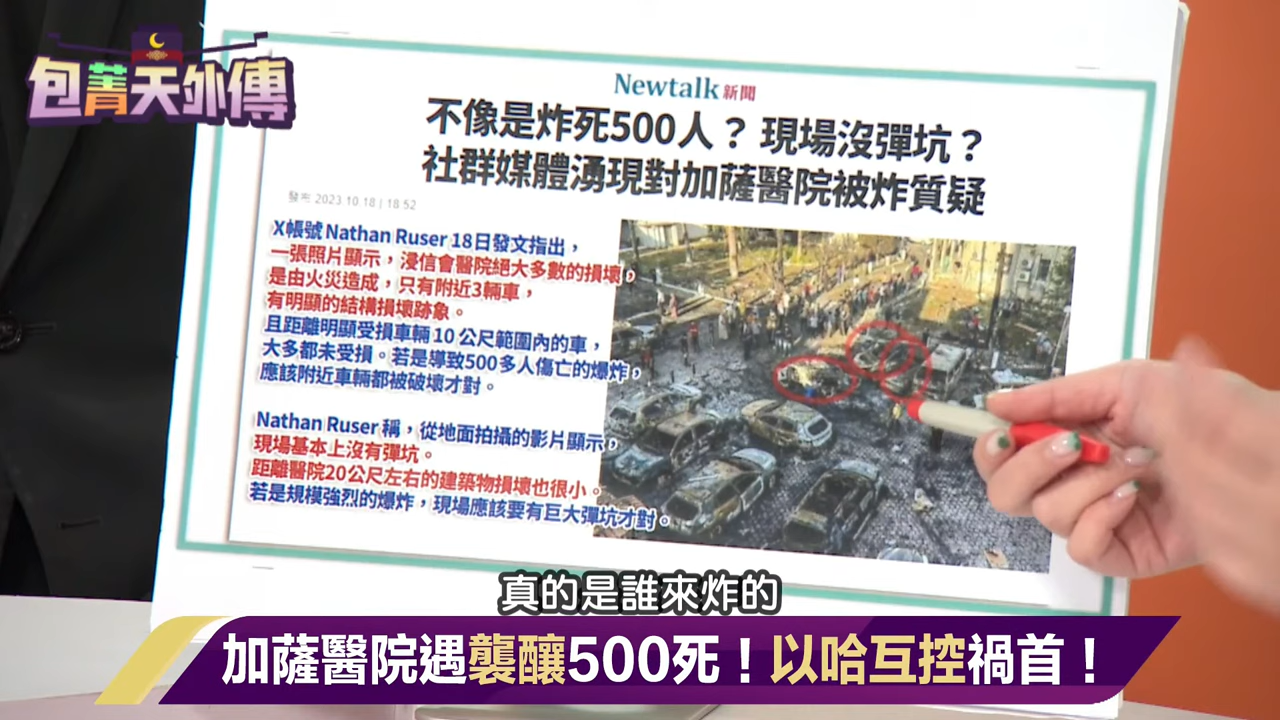 包菁天外傳
Newtalk新聞
不像是炸死500人？現場沒彈坑？
社群媒體湧現對加薩醫院被炸質疑
發布 2023.10.18 | 18:52
X帳號Nathan Ruser 18日發文指出，
一張照片顯示，浸信會醫院絕大多數的損壞，
是由火災造成，只有附近3輛車，
有明顯的結構損壞跡象。
且距離明顯受損車輛10公尺範圍內的車，
大多都未受損。若是導致500多人傷亡的爆炸，
應該附近車輛都被破壞才對。
Nathan Ruser 稱，從地面拍攝的影片顯示，
現場基本上沒有彈坑。
距離醫院20公尺左右的建築物損壞也很小。
若是規模強烈的爆炸，現場應該要有巨大彈坑才對。
真的是誰來炸的
加薩醫院遇襲釀500死！以哈互控禍首！